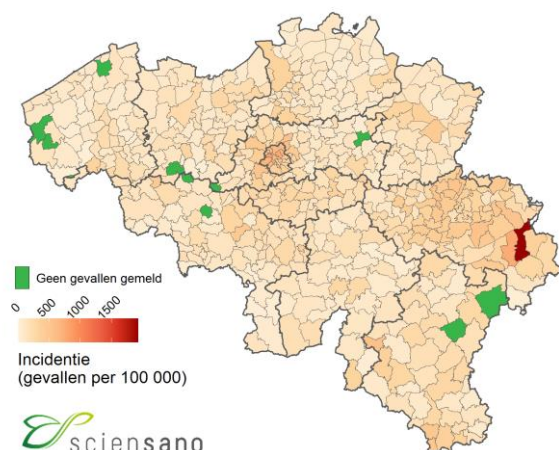 Geen gevallen gemeld
0
500
1000
1500
Incidentie
(gevallen per 100 000)
sciensano